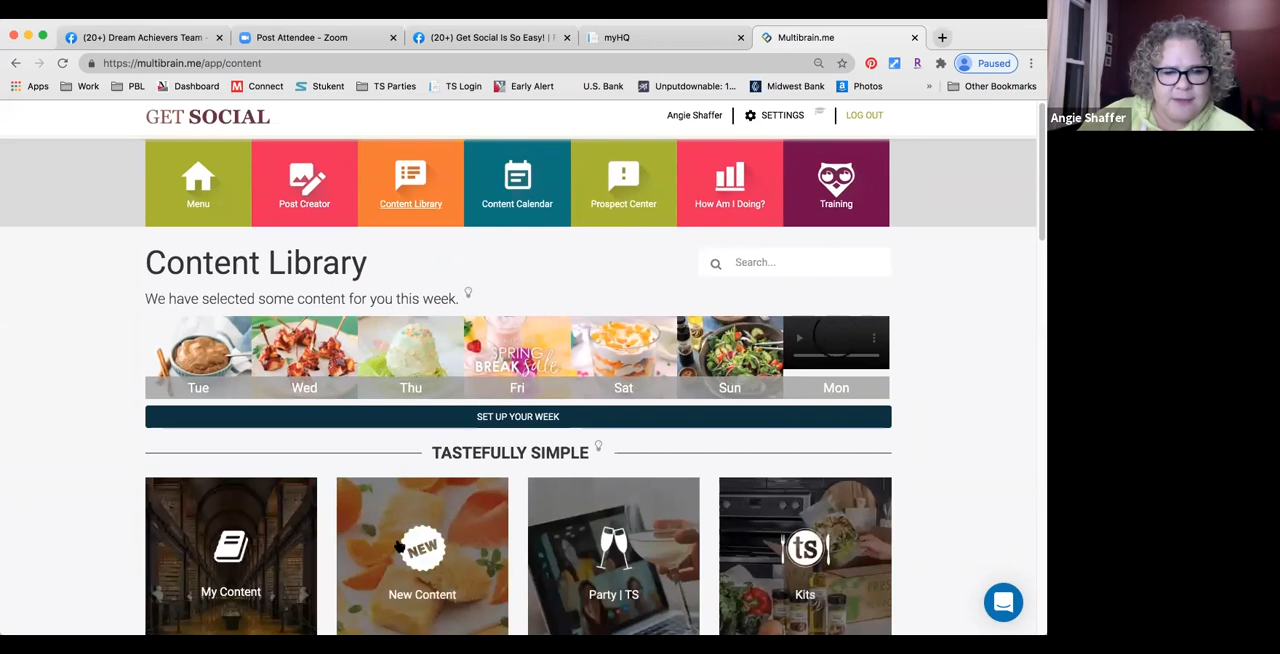 (20+) Dream Achievers Team -
Post Attendee - Zoom
(20+) Get Social Is So Easy! |
myHQ
Multibrain.me
https://multibrain.me/app/content
Paused
Apps
Work
PBL
Dashboard
Connect
Stukent
TS Parties
TS Login
Early Alert
U.S. Bank
Unputdownable: 1...
Midwest Bank
Photos
»
Other Bookmarks
GET SOCIAL
Angie Shaffer
SETTINGS
LOG OUT
Menu
Post Creator
Content Library
Content Calendar
Prospect Center
How Am I Doing?
Training
Content Library
Search...
We have selected some content for you this week.
SPRING
BREAK sale
Tue
Wed
Thu
Fri
Sat
Sun
Mon
SET UP YOUR WEEK
TASTEFULLY SIMPLE
NEW
ts
My Content
New Content
Party | TS
Kits
Angie Shaffer